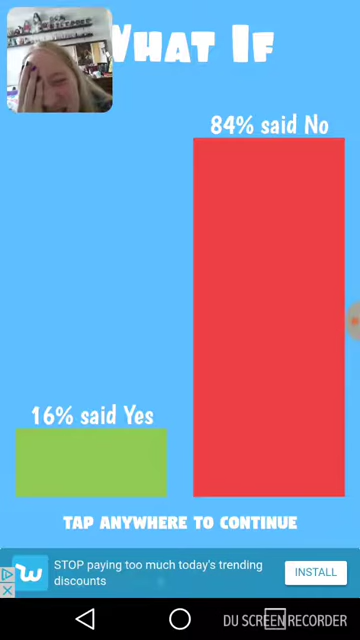 What If
84% said No
16% said Yes
TAP ANYWHERE TO CONTINUE
STOP paying too much today's trending
discounts
INSTALL
DU SCREEN RECORDER